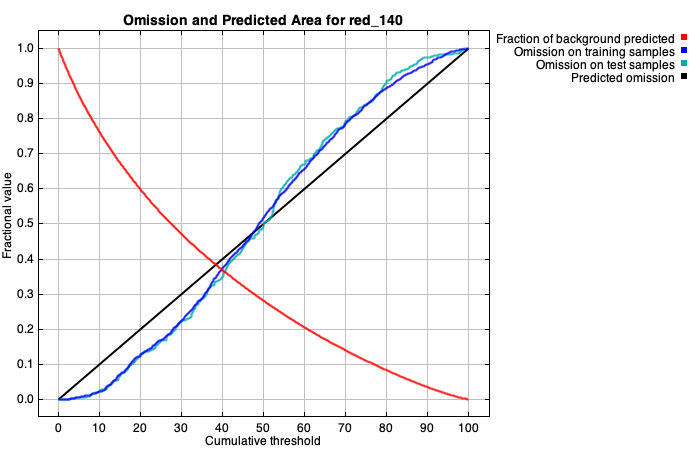 Omission and Predicted Area for red_140
Fraction of background predicted
Omission on training samples
Omission on test samples
Predicted omission
Fractional value
1.0
0.9
0.8
0.7
0.6
0.5
0.4
0.3
0.2
0.1
0.0
0 10 20 30 40 50 60 70 80 90 100
Cumulative threshold